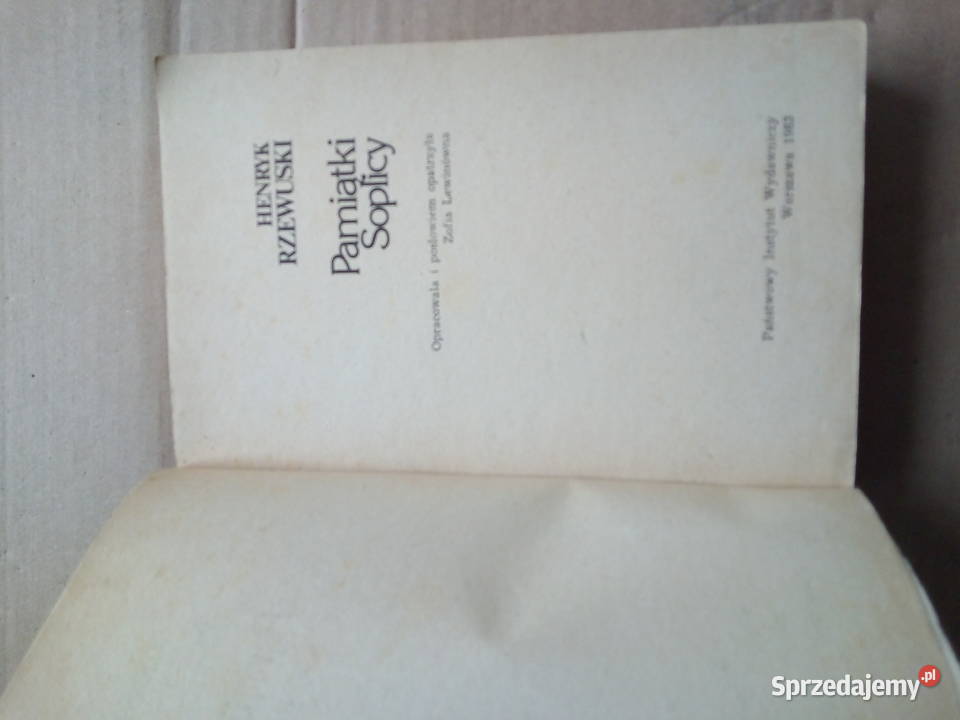 HENRYK
RZEWUSKI
Pamiątki
Soplicy
Opracowała i posłowiem opatrzyła
Zofia Lewinówna
Państwowy Instytut Wydawniczy
Warszawa 1983
Sprzedajemy.pl